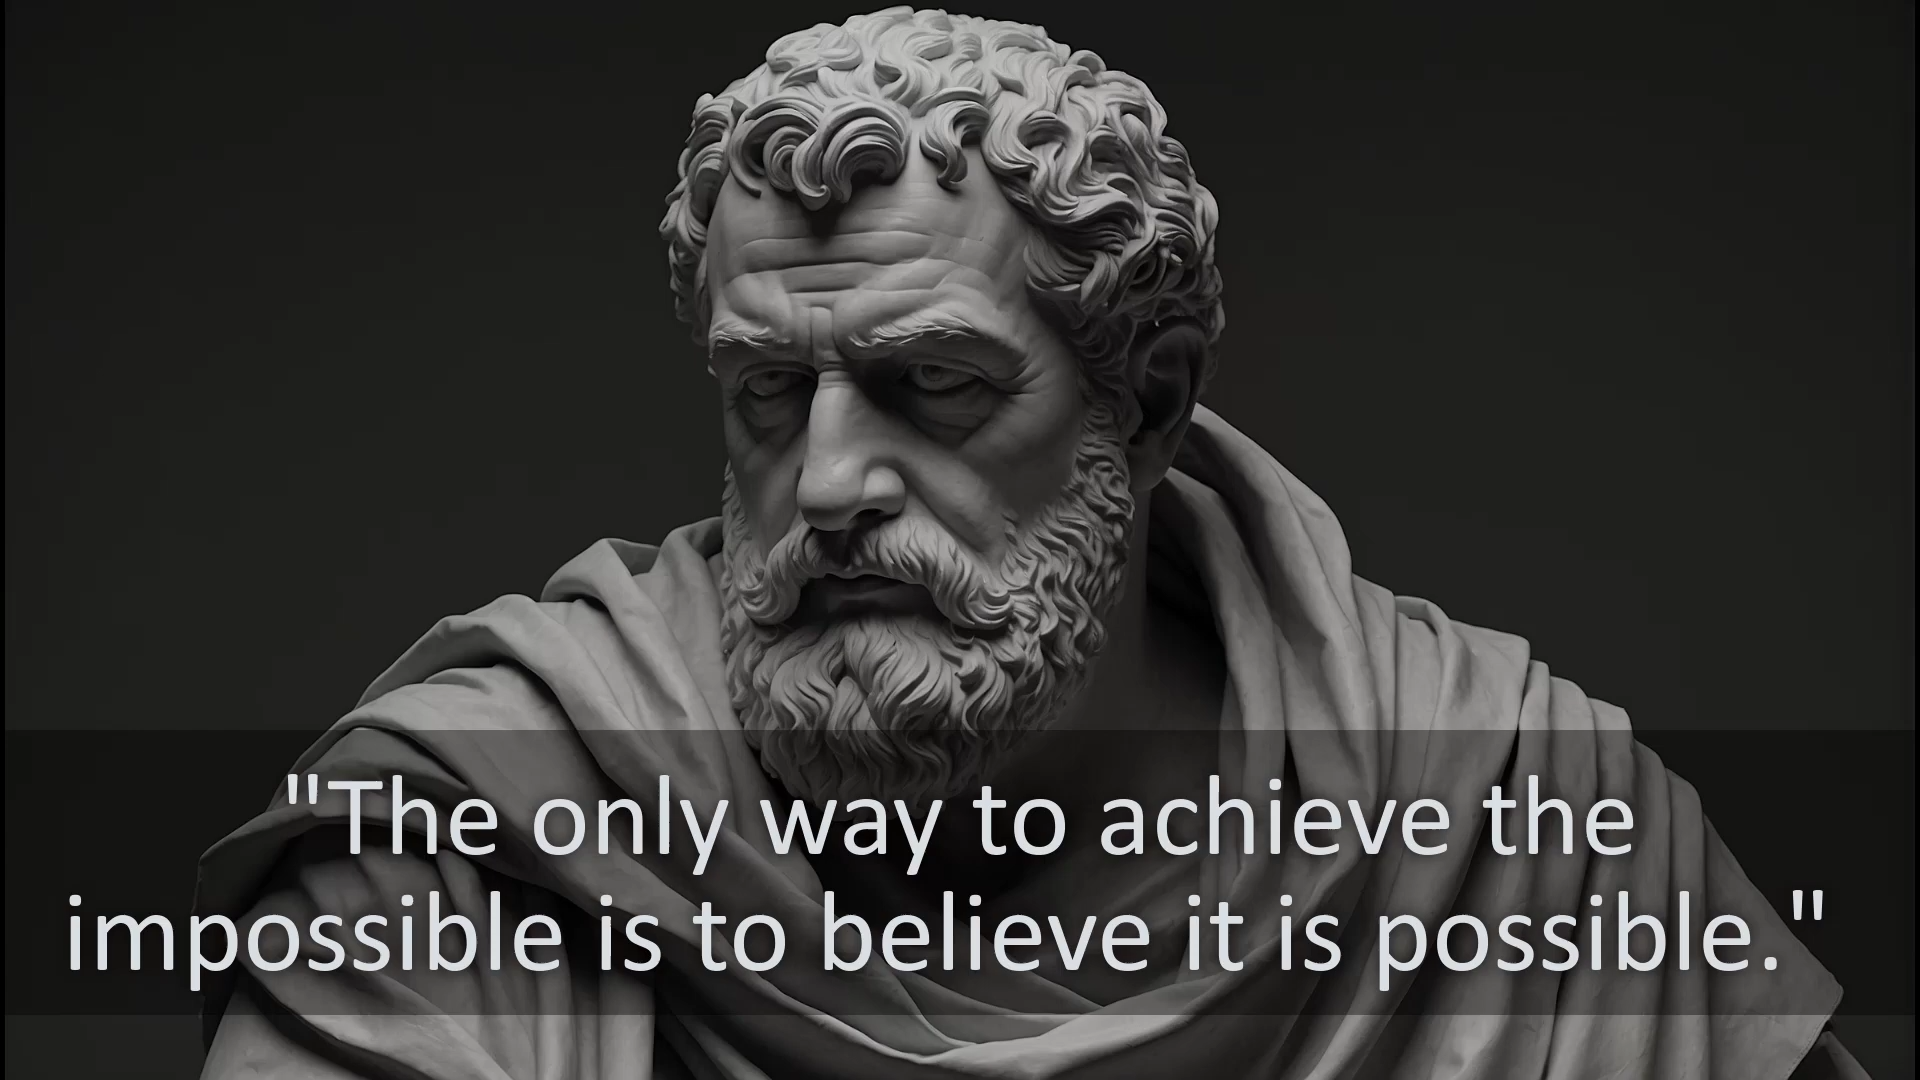 "The only way to achieve the
impossible is to believe it is possible."